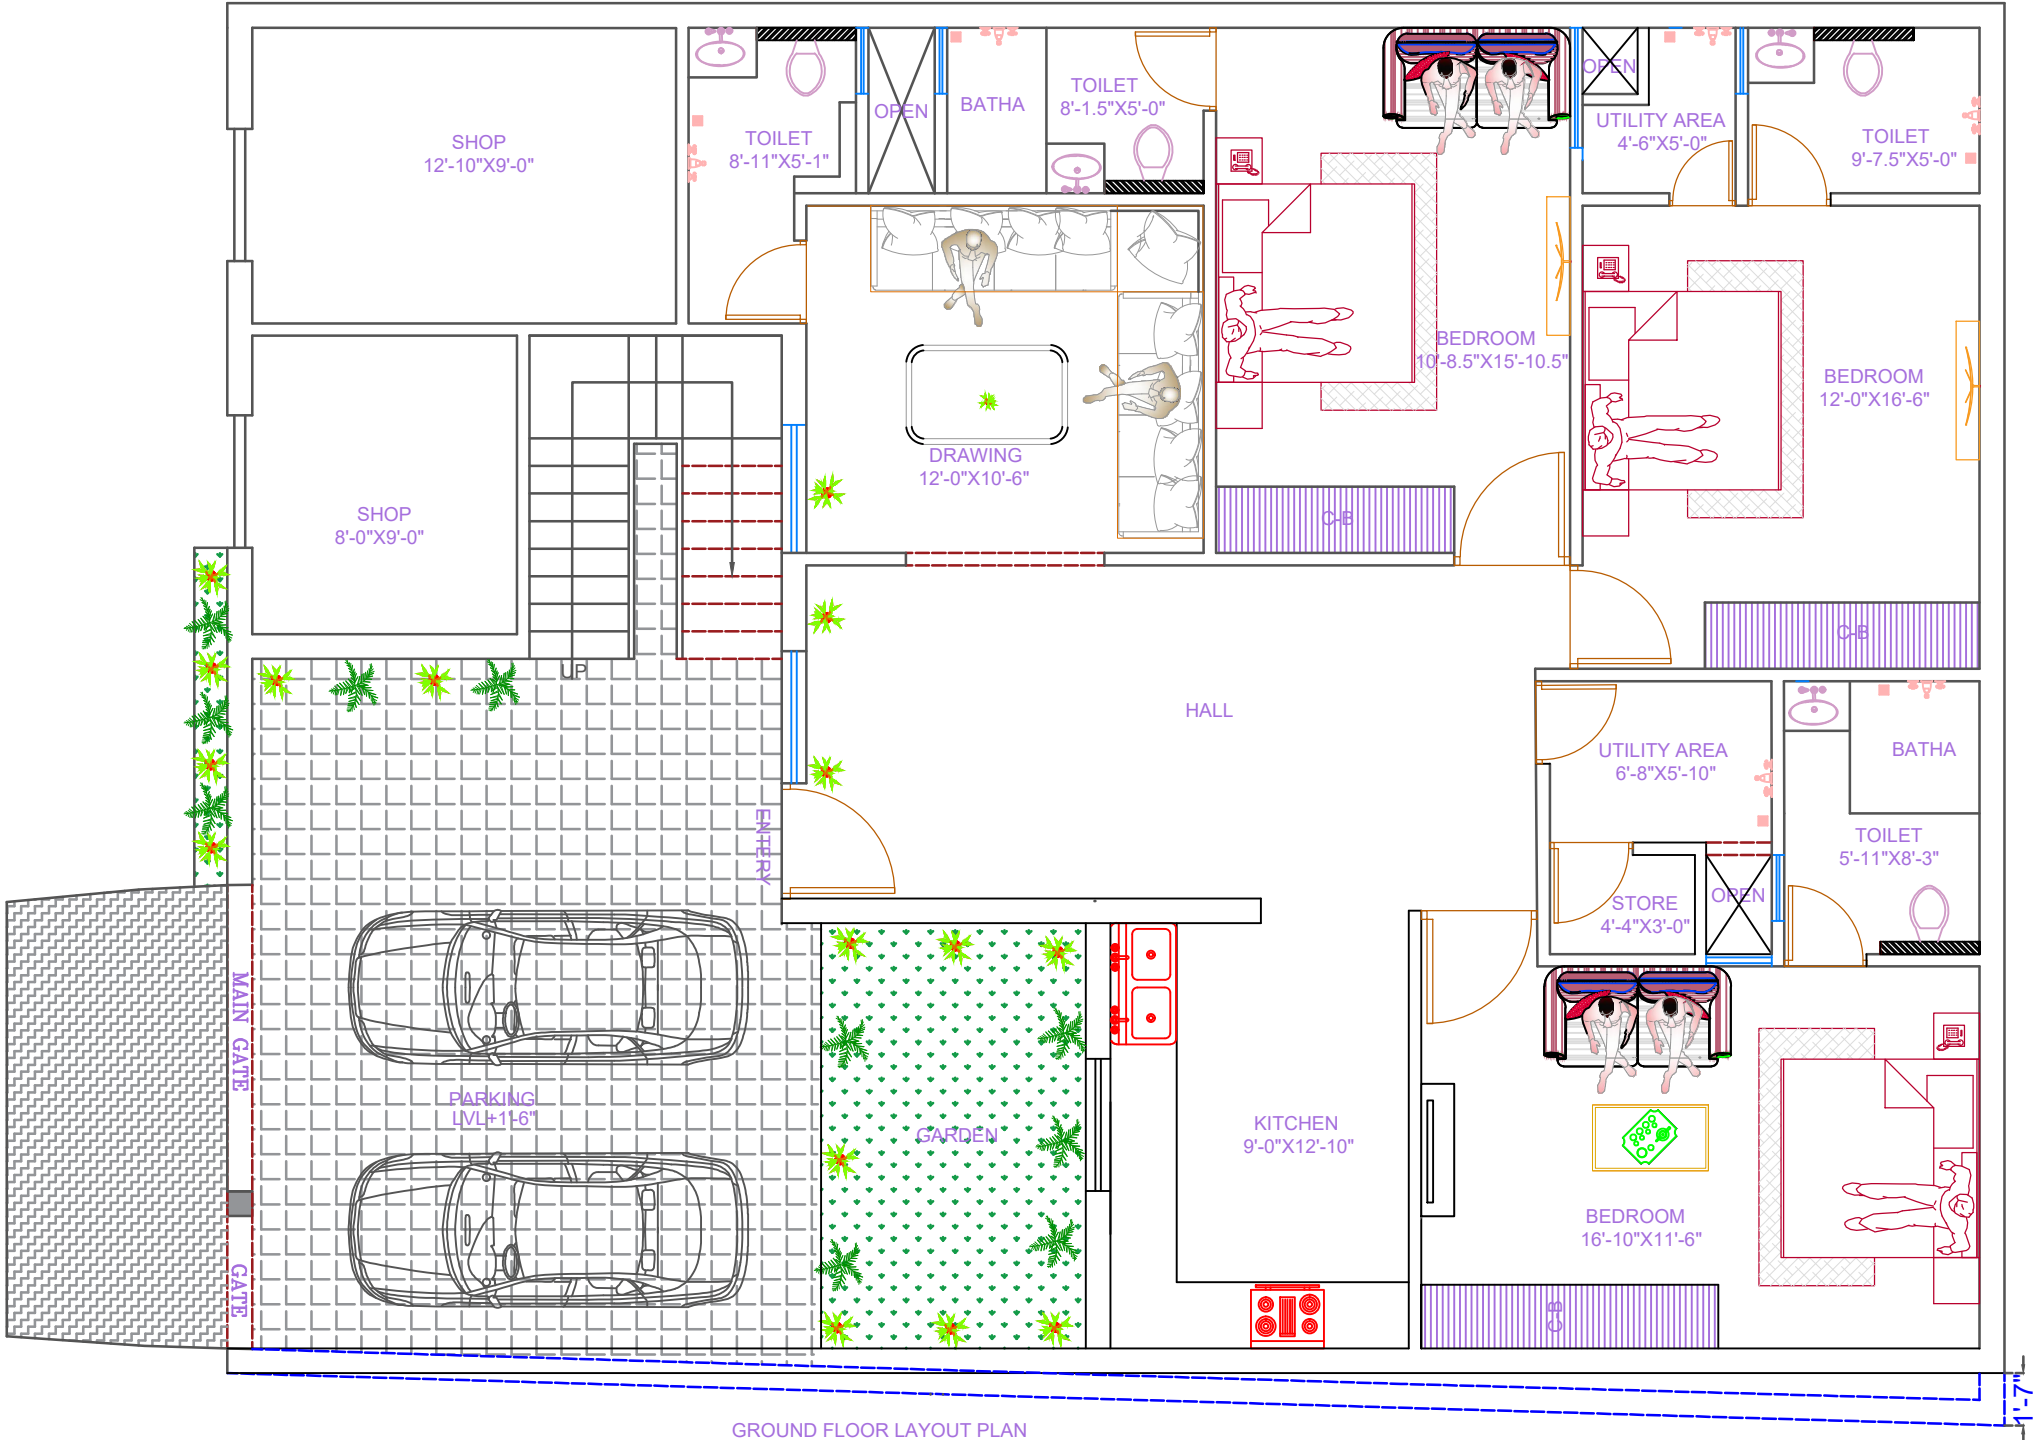 SHOP
12'-10"X9'-0"
TOILET
8'-11"X5'-1"
OPEN
BATHA
TOILET
8'-1.5"X5'-0"
OPEN
UTILITY AREA
4'-6"X5'-0"
TOILET
9'-7.5"X5'-0"
BEDROOM
10'-8.5"X15'-10.5"
BEDROOM
12'-0"X16'-6"
DRAWING
12'-0"X10'-6"
SHOP
8'-0"X9'-0"
C-B
C-B
UP
HALL
UTILITY AREA
6'-8"X5'-10"
BATHA
ENTERY
TOILET
5'-11"X8'-3"
STORE
4'-4"X3'-0"
OPEN
MAIN GATE
PARKING
LVL+1'-6"
GARDEN
KITCHEN
9'-0"X12'-10"
BEDROOM
16'-10"X11'-6"
GATE
C-B
1'-7"
GROUND FLOOR LAYOUT PLAN